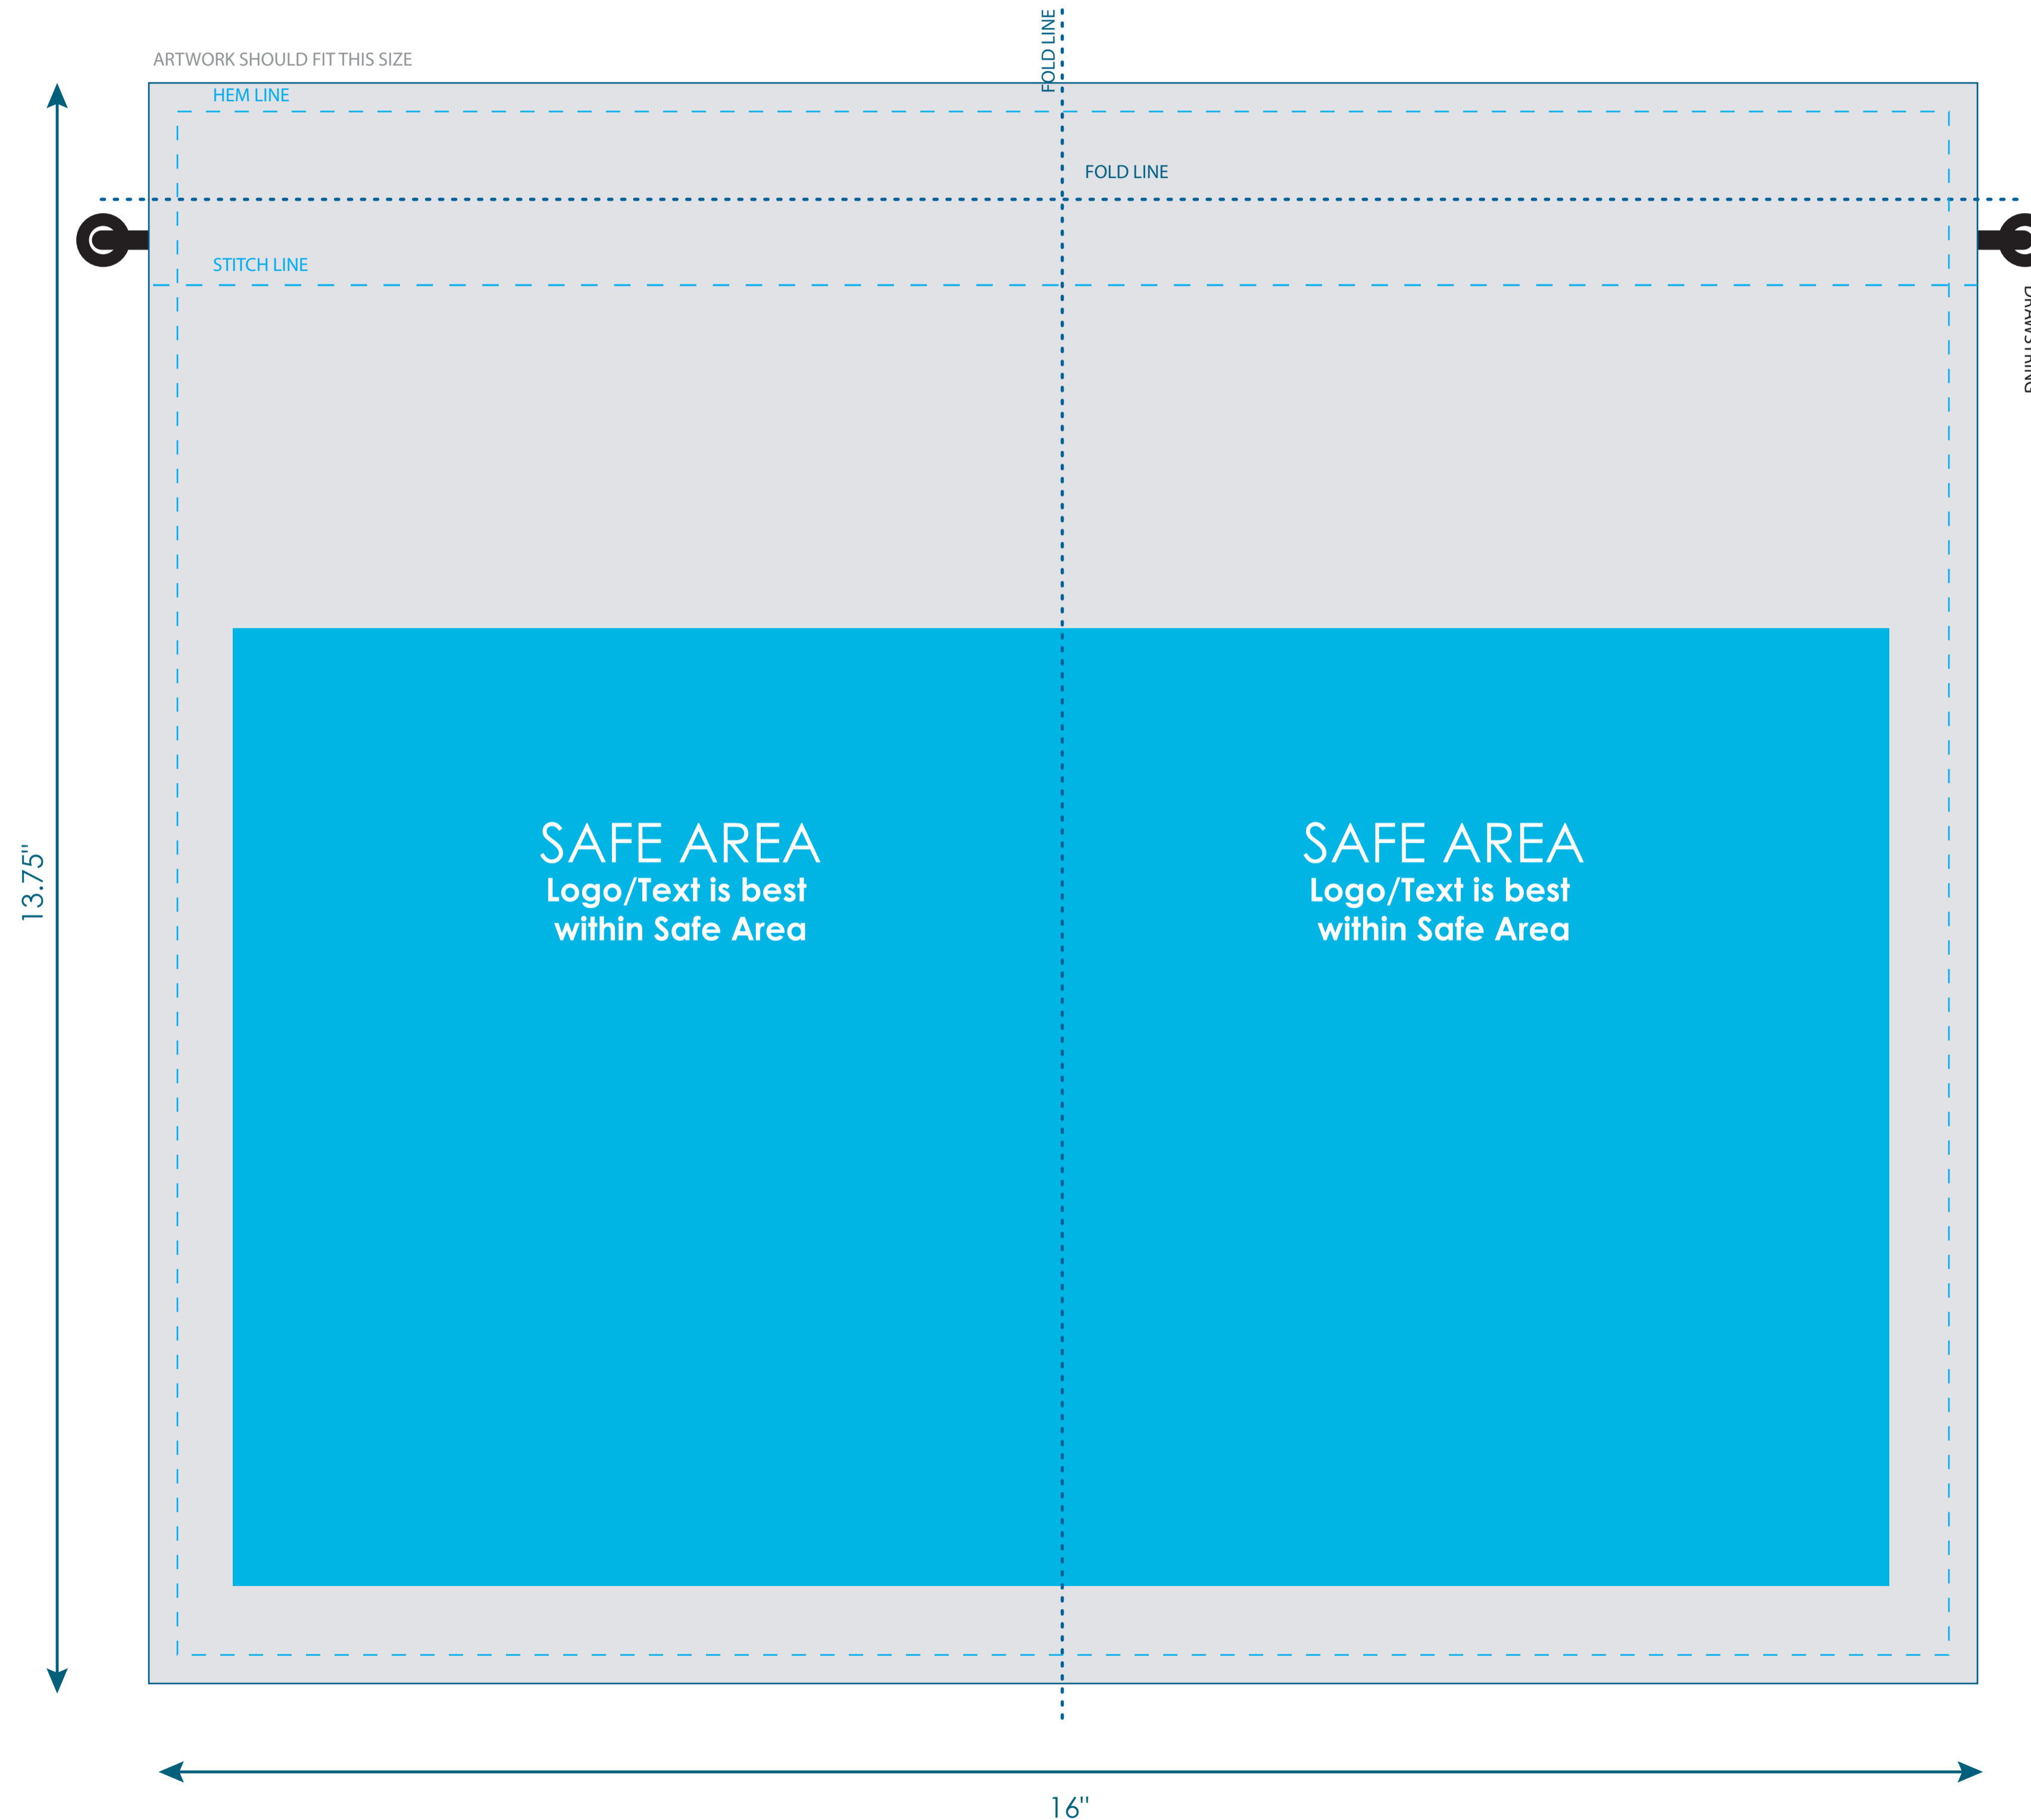 FOLD LINE
ARTWORK SHOULD FIT THIS SIZE
HEM LINE
FOLD LINE
STITCH LINE
DRAWSTRING
SAFE AREA
Logo/Text is best
within Safe Area
SAFE AREA
Logo/Text is best
within Safe Area
13.75"
16"